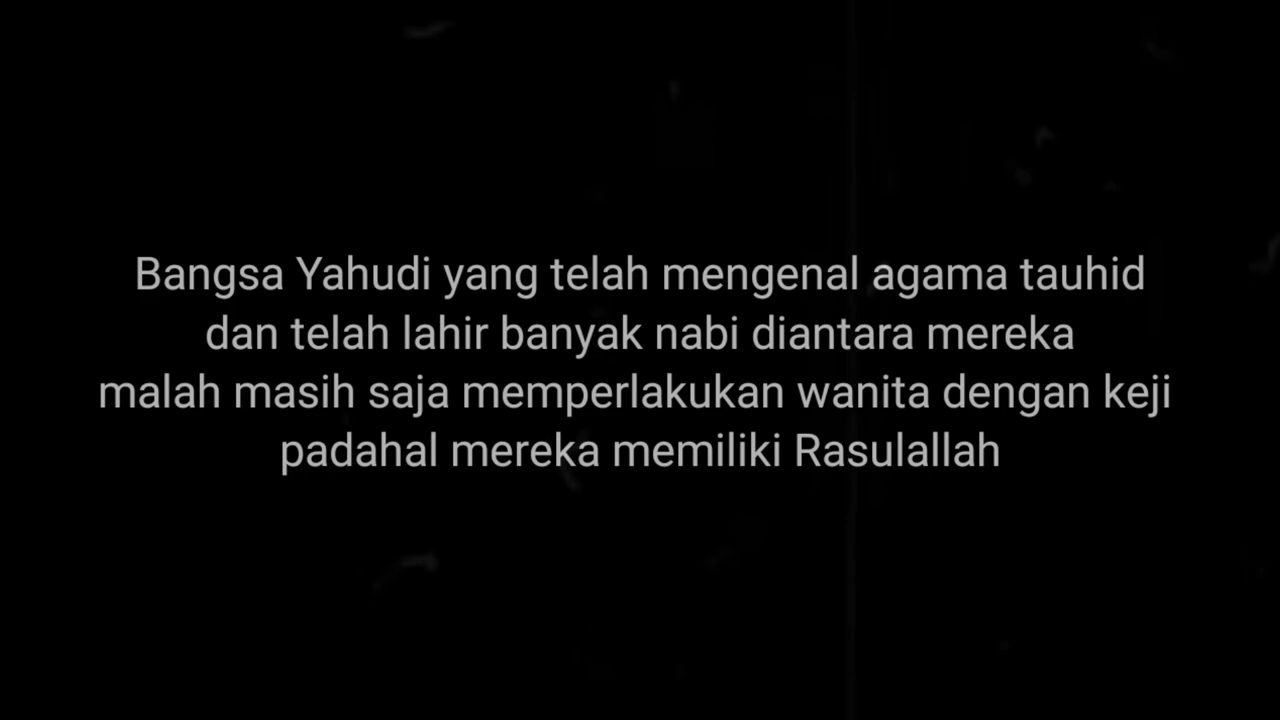 Bangsa Yahudi yang telah mengenal agama tauhid
dan telah lahir banyak nabi diantara mereka
malah masih saja memperlakukan wanita dengan keji
padahal mereka memiliki Rasulallah